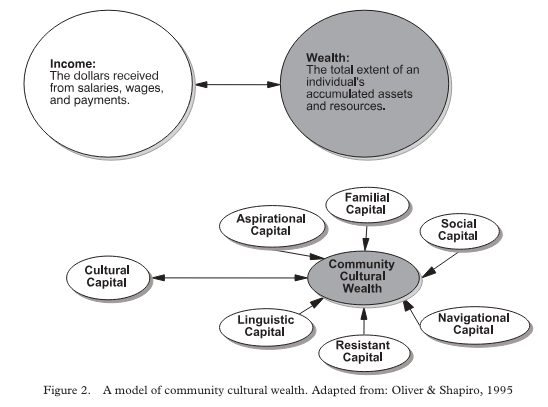 Income:
The dollars received
from salaries, wages,
and payments.
Wealth:
The total extent of an
individual's
accumulated assets
and resources.
Familial
Capital
Aspirational
Capital
Social
Capital
Community
Cultural
Wealth
Cultural
Capital
Linguistic
Capital
Navigational
Capital
Resistant
Capital
Figure 2. A model of community cultural wealth. Adapted from: Oliver & Shapiro, 1995